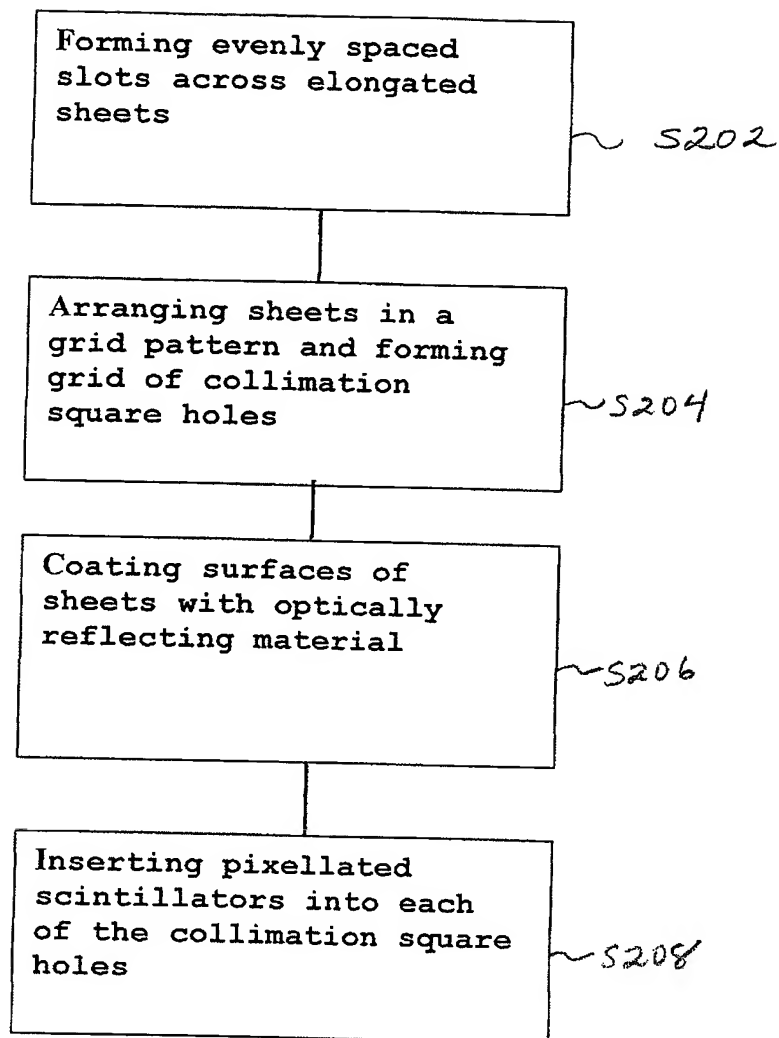 Forming evenly spaced
slots across elongated
sheets
S202
Arranging sheets in a
grid pattern and forming
grid of collimation
square holes
S204
Coating surfaces of
sheets with optically
reflecting material
S206
Inserting pixellated
scintillators into each
of the collimation square
holes
S208